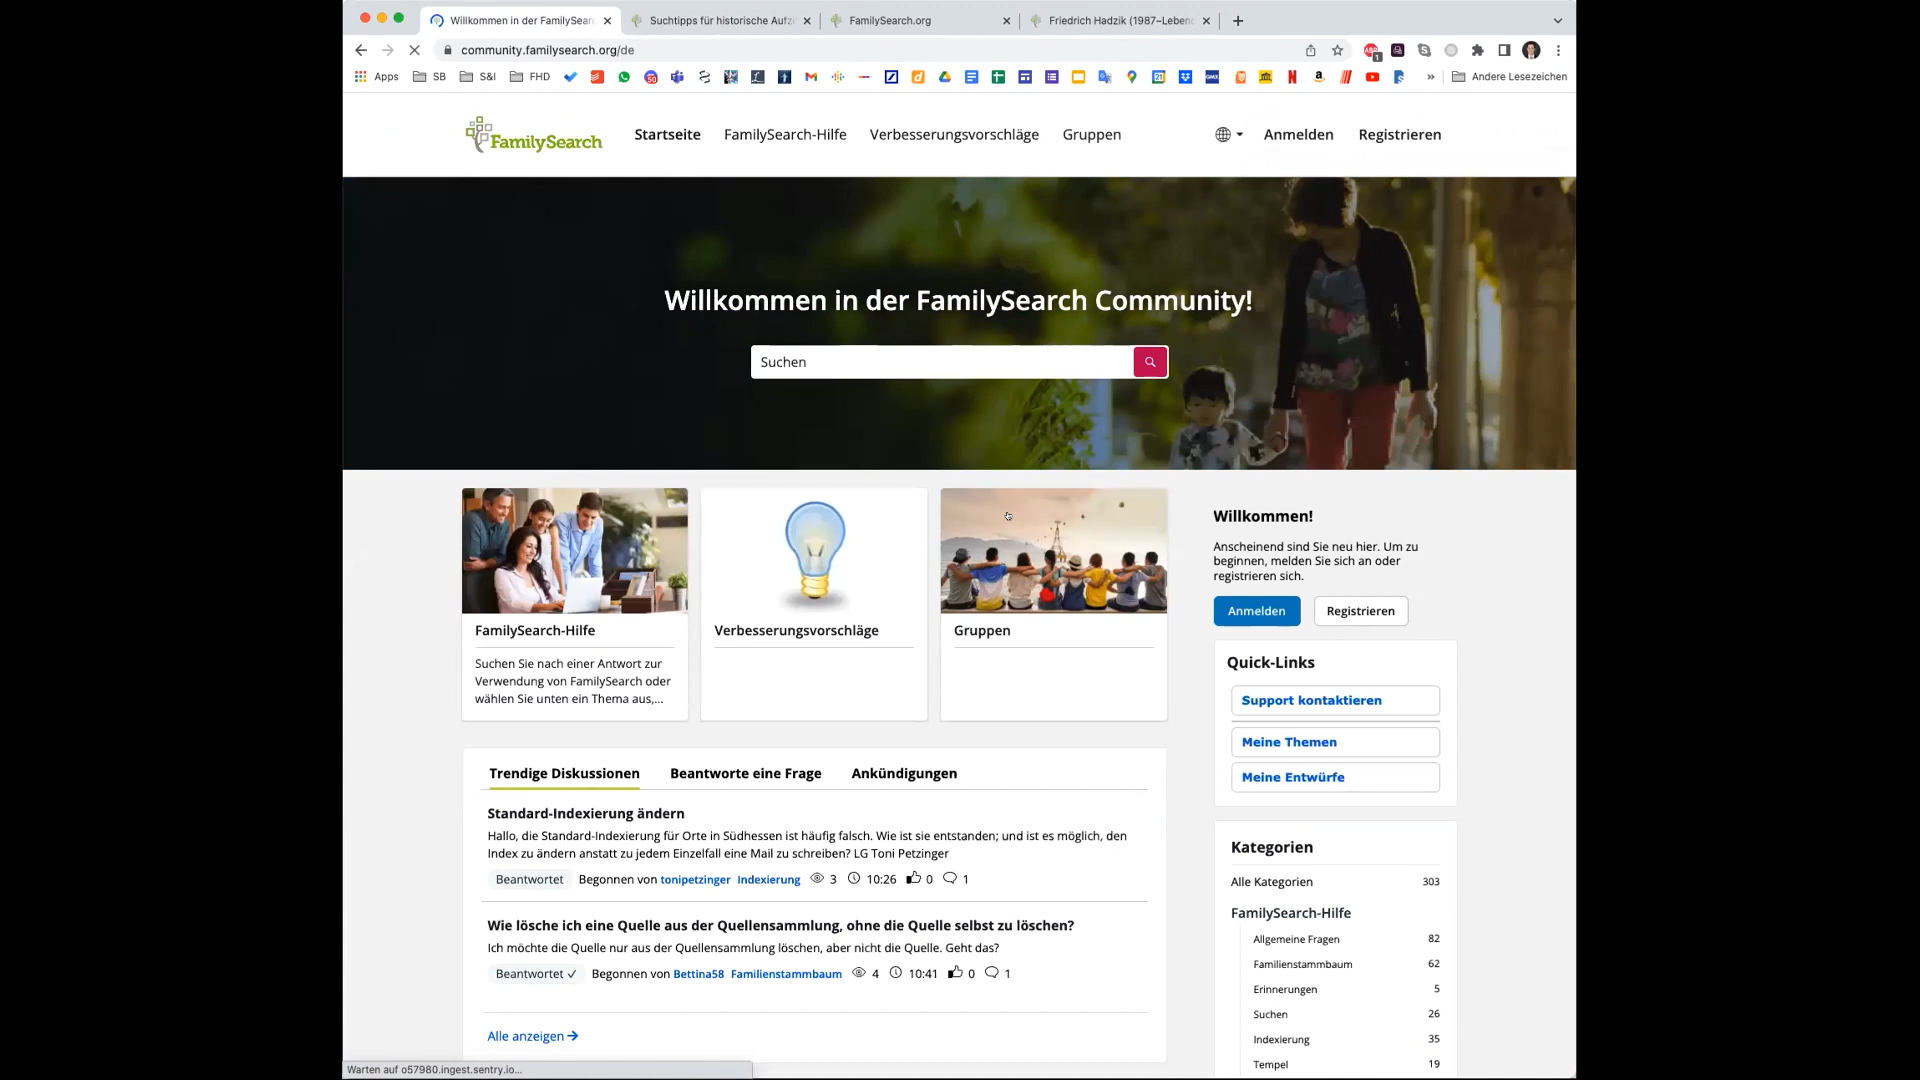 Willkommen in der FamilySear
Suchtipps für historische Aufz
FamilySearch.org
Friedrich Hadzik (1987–Leben
community.familysearch.org/de
Apps
SB
S&I
FHD
Andere Lesezeichen
FamilySearch
Startseite
FamilySearch-Hilfe
Verbesserungsvorschläge
Gruppen
Anmelden
Registrieren
Willkommen in der FamilySearch Community!
Suchen
FamilySearch-Hilfe
Suchen Sie nach einer Antwort zur
Verwendung von FamilySearch oder
wählen Sie unten ein Thema aus,...
Verbesserungsvorschläge
Gruppen
Willkommen!
Anscheinend sind Sie neu hier. Um zu
beginnen, melden Sie sich an oder
registrieren sich.
Anmelden
Registrieren
Quick-Links
Support kontaktieren
Meine Themen
Meine Entwürfe
Trendige Diskussionen
Beantworte eine Frage
Ankündigungen
Standard-Indexierung ändern
Hallo, die Standard-Indexierung für Orte in Südhessen ist häufig falsch. Wie ist sie entstanden; und ist es möglich, den
Index zu ändern anstatt zu jedem Einzelfall eine Mail zu schreiben? LG Toni Petzinger
Beantwortet Begonnen von tonipetzinger Indexierung 3 10:26 0 1
Wie lösche ich eine Quelle aus der Quellensammlung, ohne die Quelle selbst zu löschen?
Ich möchte die Quelle nur aus der Quellensammlung löschen, aber nicht die Quelle. Geht das?
Beantwortet ✓ Begonnen von Bettina58 Familienstammbaum 4 10:41 0 1
Alle anzeigen →
Kategorien
Alle Kategorien 303
FamilySearch-Hilfe
Allgemeine Fragen 82
Familienstammbaum 62
Erinnerungen 5
Suchen 26
Indexierung 35
Tempel 19
Warten auf o57980.ingest.sentry.io...